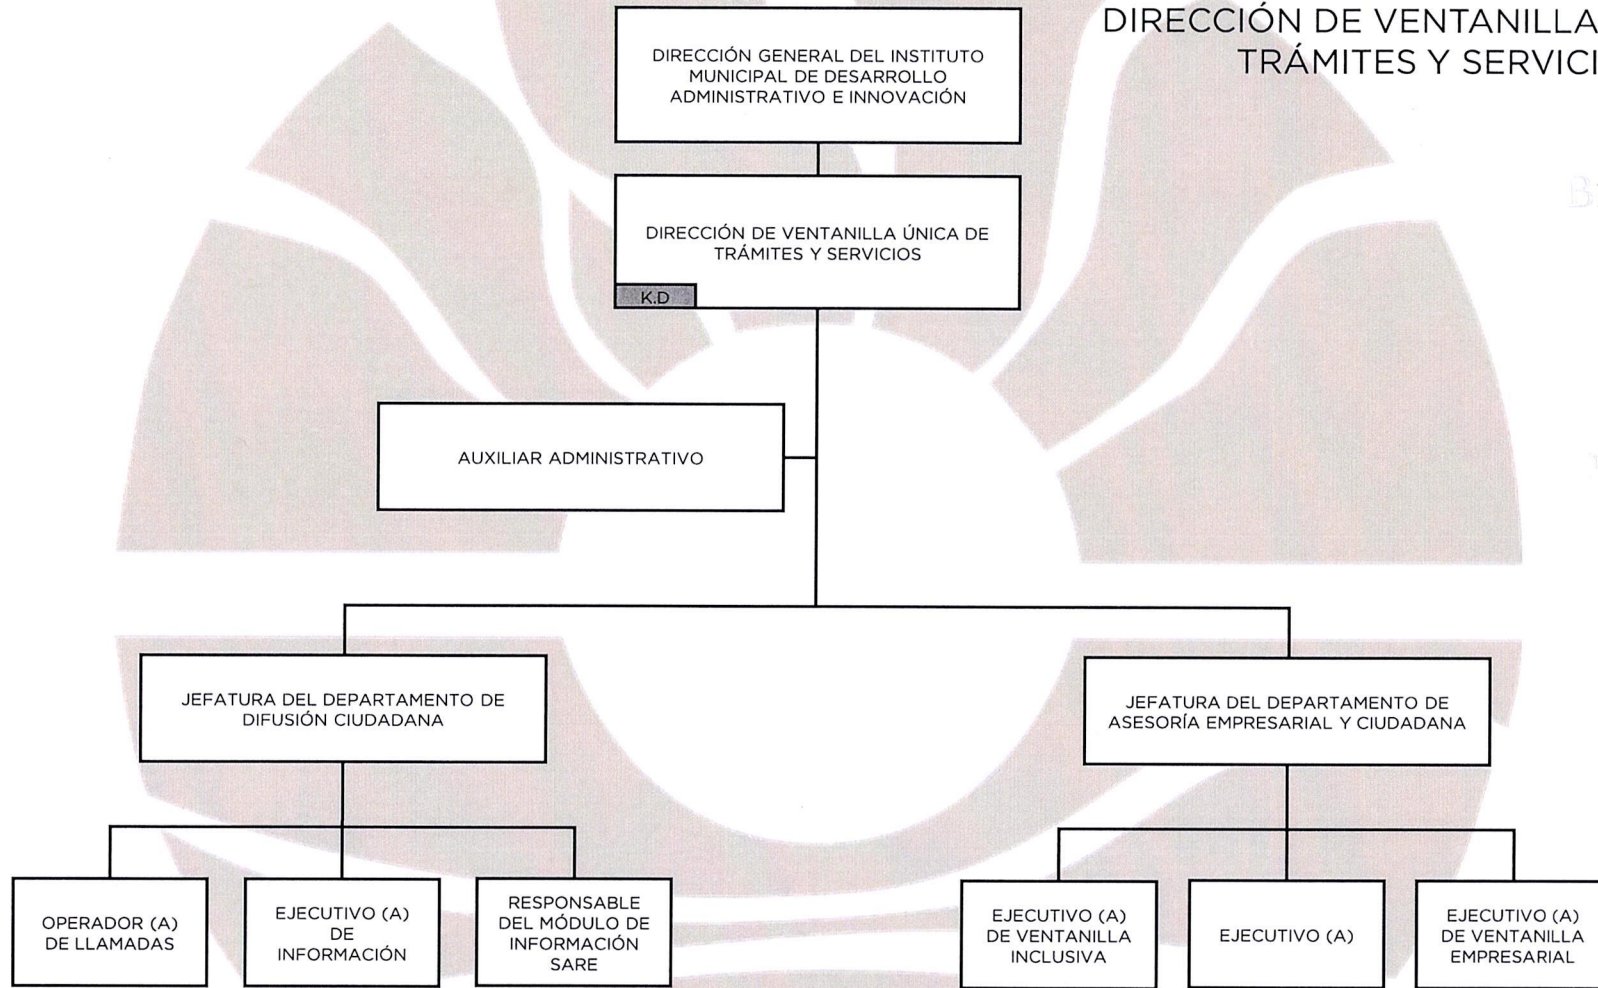 DIRECCIÓN DE VENTANILLA
TRÁMITES Y SERVICI
DIRECCIÓN GENERAL DEL INSTITUTO
MUNICIPAL DE DESARROLLO
ADMINISTRATIVO E INNOVACIÓN
DIRECCIÓN DE VENTANILLA ÚNICA DE
TRÁMITES Y SERVICIOS
K.D
AUXILIAR ADMINISTRATIVO
JEFATURA DEL DEPARTAMENTO DE
DIFUSIÓN CIUDADANA
JEFATURA DEL DEPARTAMENTO DE
ASESORÍA EMPRESARIAL Y CIUDADANA
OPERADOR (A)
DE LLAMADAS
EJECUTIVO (A)
DE
INFORMACIÓN
RESPONSABLE
DEL MÓDULO DE
INFORMACIÓN
SARE
EJECUTIVO (A)
DE VENTANILLA
INCLUSIVA
EJECUTIVO (A)
EJECUTIVO (A)
DE VENTANILLA
EMPRESARIAL